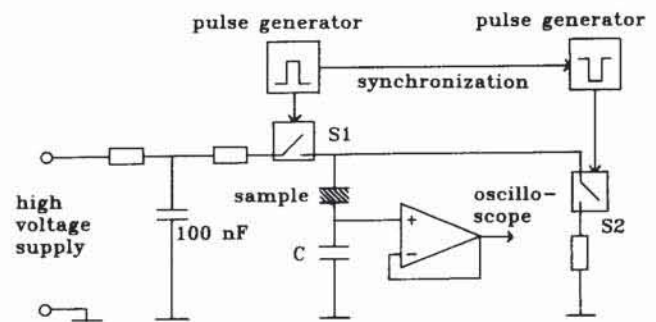 pulse generator
pulse generator
synchronization
S1
sample
oscillo-
scope
high
voltage
supply
100 nF
C
+
−
S2